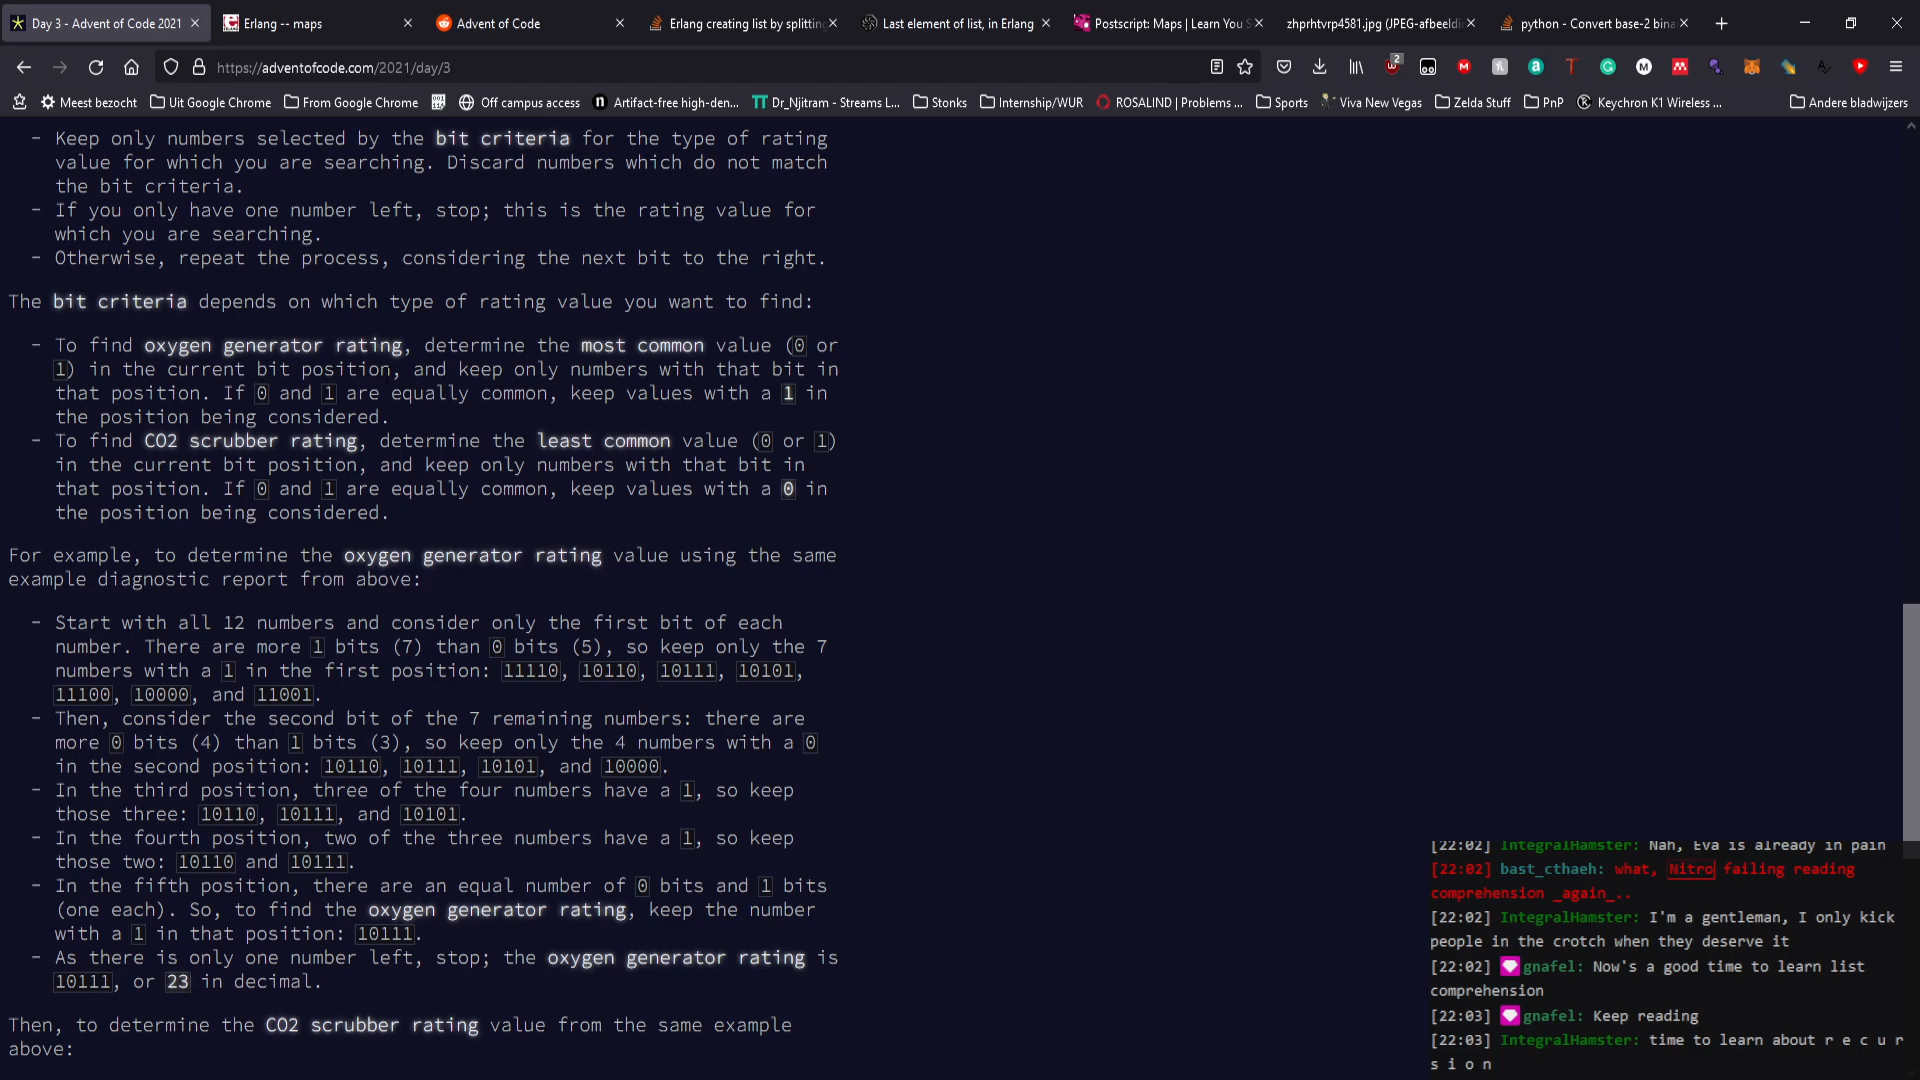 Day 3 - Advent of Code 2021
Erlang -- maps
Advent of Code
Erlang creating list by splitting
Last element of list, in Erlang
Postscript: Maps | Learn You S
zhprhtvrp4581.jpg (JPEG-afbeeldi
python - Convert base-2 bina
https://adventofcode.com/2021/day/3
2
Meest bezocht
Uit Google Chrome
From Google Chrome
Off campus access
Artifact-free high-den...
Dr_Njitram - Streams L...
Stonks
Internship/WUR
ROSALIND | Problems ...
Sports
Viva New Vegas
Zelda Stuff
PnP
Keychron K1 Wireless ...
Andere bladwijzers
- Keep only numbers selected by the bit criteria for the type of rating
value for which you are searching. Discard numbers which do not match
the bit criteria.
- If you only have one number left, stop; this is the rating value for
which you are searching.
- Otherwise, repeat the process, considering the next bit to the right.
The bit criteria depends on which type of rating value you want to find:
- To find oxygen generator rating, determine the most common value (0 or
1) in the current bit position, and keep only numbers with that bit in
that position. If 0 and 1 are equally common, keep values with a 1 in
the position being considered.
- To find CO2 scrubber rating, determine the least common value (0 or 1)
in the current bit position, and keep only numbers with that bit in
that position. If 0 and 1 are equally common, keep values with a 0 in
the position being considered.
For example, to determine the oxygen generator rating value using the same
example diagnostic report from above:
- Start with all 12 numbers and consider only the first bit of each
number. There are more 1 bits (7) than 0 bits (5), so keep only the 7
numbers with a 1 in the first position: 11110, 10110, 10111, 10101,
11100, 10000, and 11001.
- Then, consider the second bit of the 7 remaining numbers: there are
more 0 bits (4) than 1 bits (3), so keep only the 4 numbers with a 0
in the second position: 10110, 10111, 10101, and 10000.
- In the third position, three of the four numbers have a 1, so keep
those three: 10110, 10111, and 10101.
- In the fourth position, two of the three numbers have a 1, so keep
those two: 10110 and 10111.
- In the fifth position, there are an equal number of 0 bits and 1 bits
(one each). So, to find the oxygen generator rating, keep the number
with a 1 in that position: 10111.
- As there is only one number left, stop; the oxygen generator rating is
10111, or 23 in decimal.
Then, to determine the CO2 scrubber rating value from the same example
above:
[22:02] IntegralHamster: Nah, Eva is already in pain
[22:02] bast_cthaeh: what, Nitro failing reading
comprehension _again_..
[22:02] IntegralHamster: I'm a gentleman, I only kick
people in the crotch when they deserve it
[22:02] gnafel: Now's a good time to learn list
comprehension
[22:03] gnafel: Keep reading
[22:03] IntegralHamster: time to learn about r e c u r
s i o n